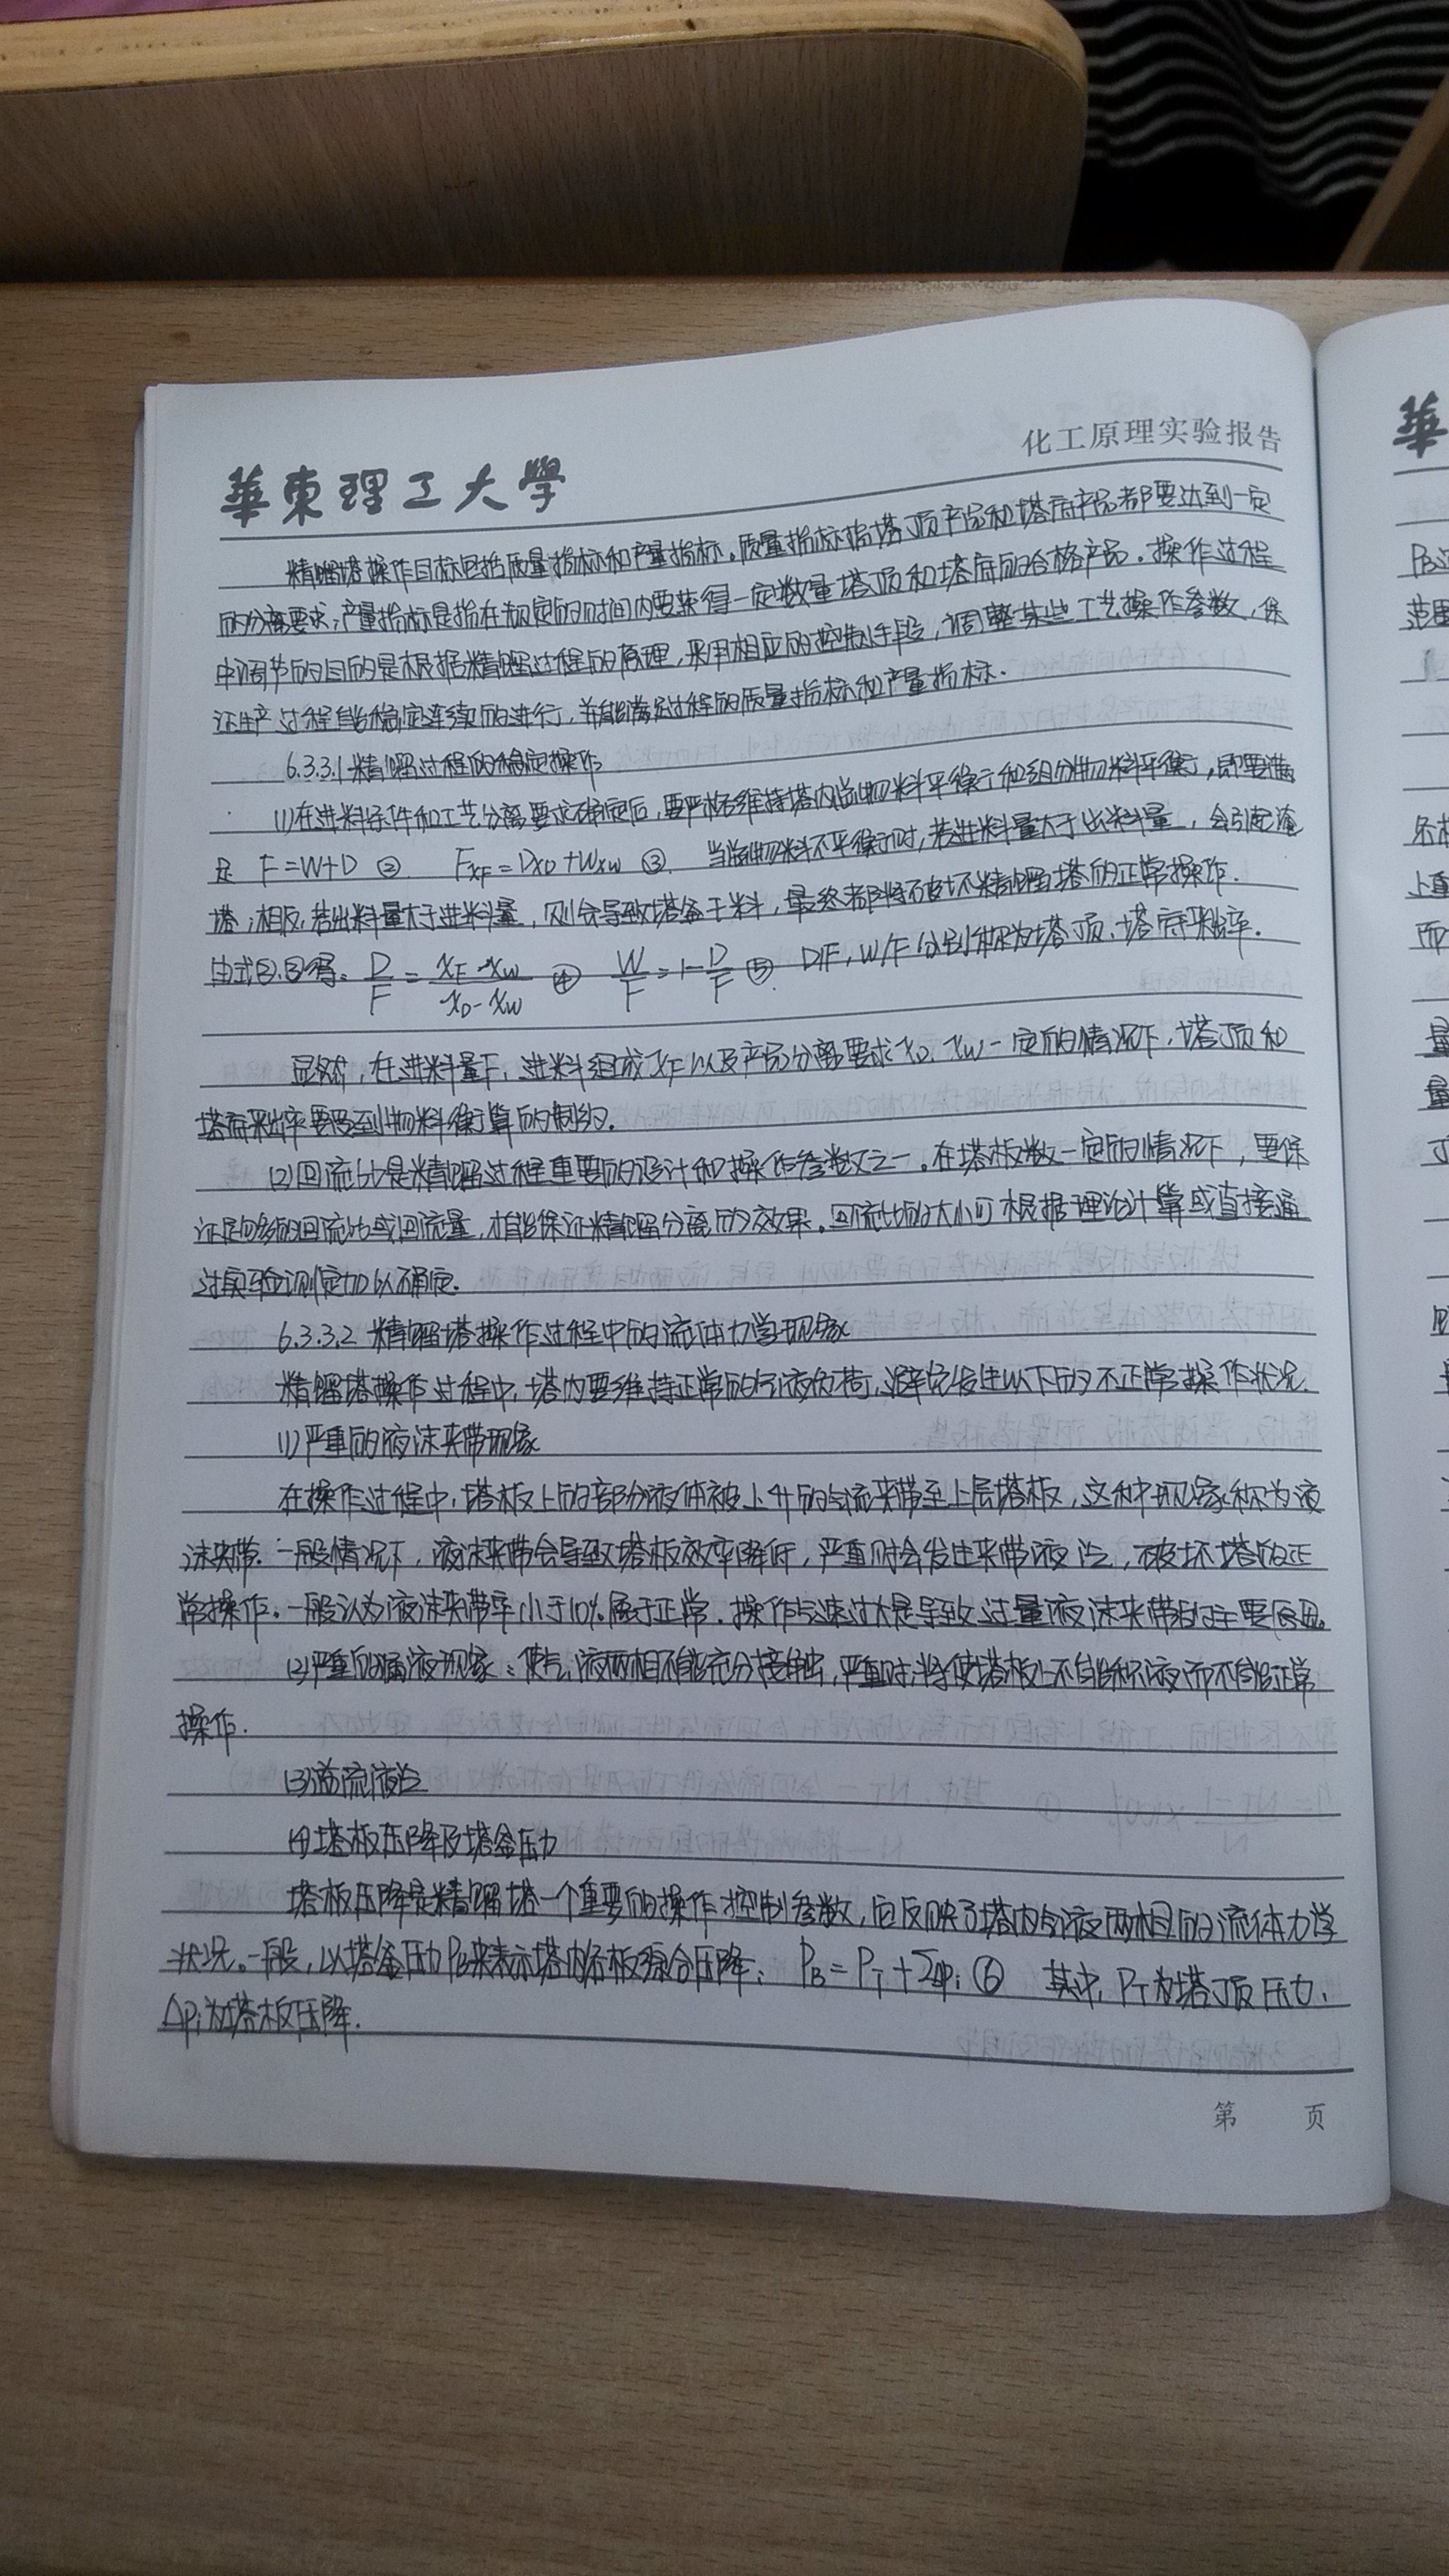 華東理工大學
化工原理实验报告
精馏塔操作目标包括质量指标和产量指标。质量指标指塔顶产品和塔底产品都要达到一定
的分离要求;产量指标是指在规定的时间内要获得一定数量塔顶和塔底的合格产品.操作过程
中调节的目的是根据精馏过程的原理,采用相应的控制手段,调整某些工艺操作参数,保
证生产过程能稳定连续的进行,并能满足过程的质量指标和产量指标.
6.3.3.1 精馏过程的稳定操作
(1)在进料条件和工艺分离要求确定后,要严格维持塔内总物料平衡和组分物料平衡,即要满
足 F=W+D ② FxF=DxD+WxW ③. 当总物料不平衡时,若进料量大于出料量,会引起淹
塔;相反,若出料量大于进料量,则会导致塔釜干料,最终都将破坏精馏塔的正常操作.
由式②.③得: D/F = (xF-xW)/(xD-xW) ④ W/F = 1-D/F ⑤. D/F,W/F分别称为塔顶、塔底采出率.
显然,在进料量F、进料组成xF以及产品分离要求xD、xW一定的情况下,塔顶和
塔底采出率要受到物料衡算的制约.
(2)回流比是精馏过程重要的设计和操作参数之一。在塔板数一定的情况下,要保
证足够的回流比或回流量,才能保证精馏分离的效果.回流比的大小可根据理论计算或直接通
过实验测定加以确定.
6.3.3.2 精馏塔操作过程中的流体力学现象
精馏塔操作过程中,塔内要维持正常的气液负荷,避免发生以下的不正常操作状况.
(1)严重的液沫夹带现象
在操作过程中,塔板上的部分液体被上升的气流夹带至上层塔板,这种现象称为液
沫夹带.一般情况下,液沫夹带会导致塔板效率降低,严重时会发生夹带液泛,破坏塔的正
常操作。一般认为液沫夹带率小于10%属于正常.操作气速过大是导致过量液沫夹带的主要原因。
(2)严重的漏液现象:使气、液两相不能充分接触,严重时,将使塔板上不能积液而不能正常
操作.
(3)溢流液泛
(4)塔板压降及塔釜压力
塔板压降是精馏塔一个重要的操作控制参数,它反映了塔内气液两相的流体力学
状况。一般,以塔釜压力PB来表示塔内各板综合压降: PB=PT+ΣΔpi ⑥ 其中,PT为塔顶压力,
Δpi为塔板压降.
第 页